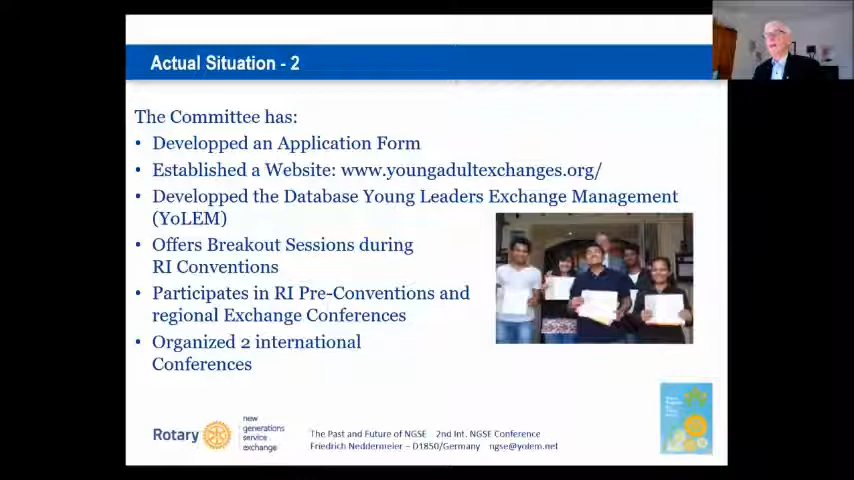 Actual Situation - 2
The Committee has:
• Developped an Application Form
• Established a Website: www.youngadultexchanges.org/
• Developped the Database Young Leaders Exchange Management
(YoLEM)
• Offers Breakout Sessions during
RI Conventions
• Participates in RI Pre-Conventions and
regional Exchange Conferences
• Organized 2 international
Conferences
Rotary
new
generations
service
exchange
The Past and Future of NGSE 2nd Int. NGSE Conference
Friedrich Neddermeier – D1850/Germany ngse@yolem.net